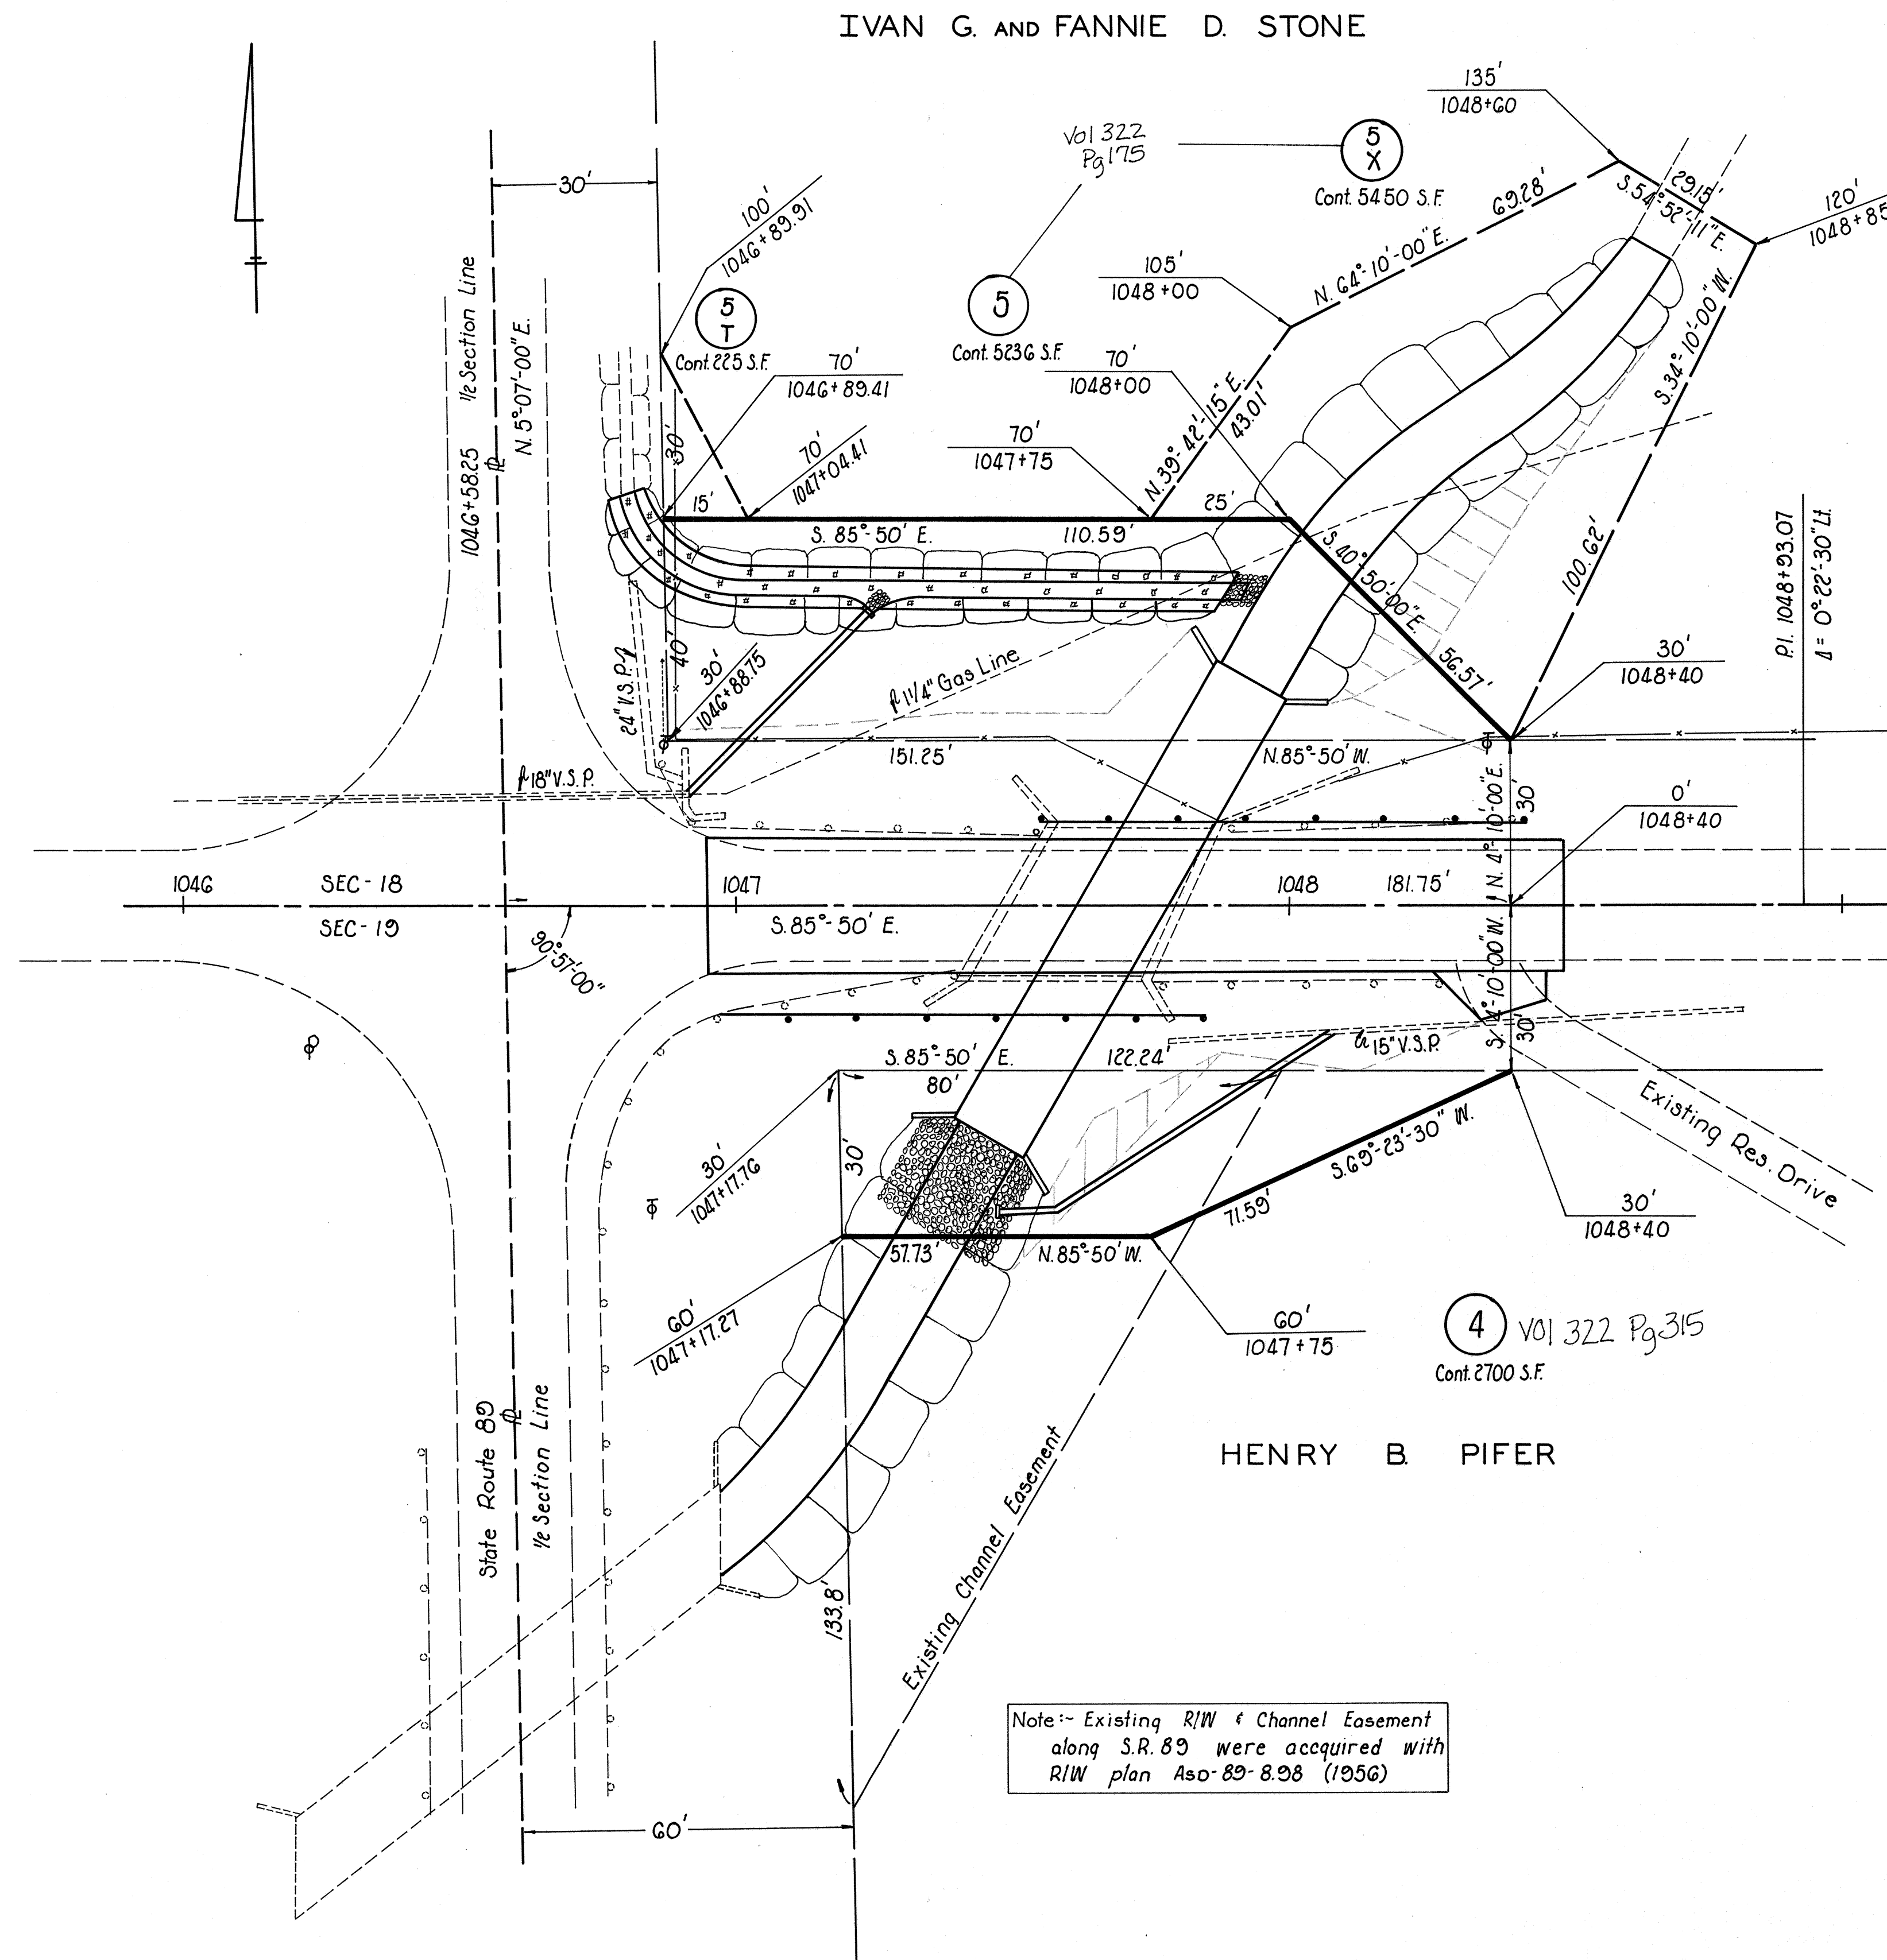 IVAN G. AND FANNIE D. STONE
135'
1048+60
Vol 322
Pg 175
5
X
Cont. 5450 S.F.
69.28'
29.15'
S. 54°-52'-11" E.
120'
1048+85
30'
100'
1046+89.91
N. 64°-10'-00" E.
105'
1048+00
5
T
Cont. 225 S.F.
5
Cont. 5236 S.F.
1/2 Section Line
N. 5°-07'-00" E.
1046+58.25
70'
1046+89.41
70'
1048+00
S. 34°-10'-00" W.
N. 39°-42'-15" E.
43.01'
30'
70'
1047+04.41
70'
1047+75
15'
25'
S. 85°-50' E.
110.59'
S. 40°-50'-00" E.
100.62'
P.I. 1048+93.07
Δ = 0°-22'-30" Lt.
40'
24" V.S.P.
30'
1046+88.75
1 1/4" Gas Line
56.57'
30'
1048+40
151.25'
N. 85°-50' W.
18" V.S.P.
N. 4°-10'-00" E.
30'
0'
1048+40
1046
SEC-18
1047
1048
181.75'
SEC-19
S. 85°-50' E.
90°-57'-00"
S. 4°-10'-00" W.
30'
15" V.S.P.
S. 85°-50' E.
122.24'
80'
Existing Res. Drive
30'
1047+17.76
30'
S. 69°-23'-30" W.
71.59'
30'
1048+40
57.73'
N. 85°-50' W.
60'
1047+17.27
60'
1047+75
4
Vol 322 Pg 315
Cont. 2700 S.F.
State Route 89
1/2 Section Line
HENRY B. PIFER
Existing Channel Easement
133.8'
Note:- Existing R/W & Channel Easement
along S.R. 89 were accquired with
R/W plan ASD-89-8.98 (1956)
60'